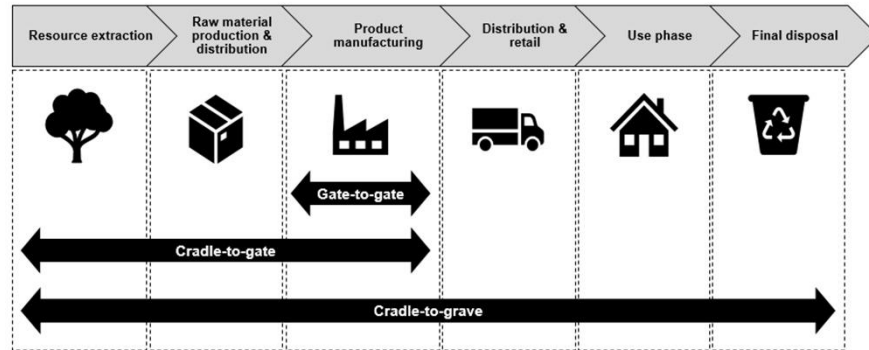 Resource extraction
Raw material
production &
distribution
Product
manufacturing
Distribution &
retail
Use phase
Final disposal
Gate-to-gate
Cradle-to-gate
Cradle-to-grave